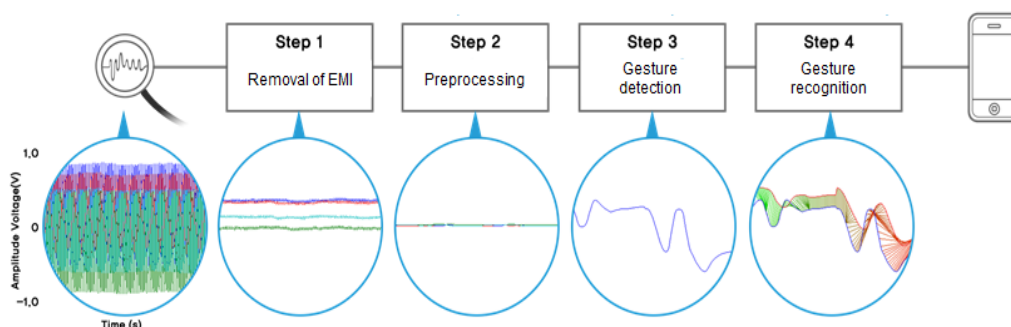 Step 1
Removal of EMI
Step 2
Preprocessing
Step 3
Gesture
detection
Step 4
Gesture
recognition
Amplitude Voltage(V)
1,0
0
-1,0
Time (s)